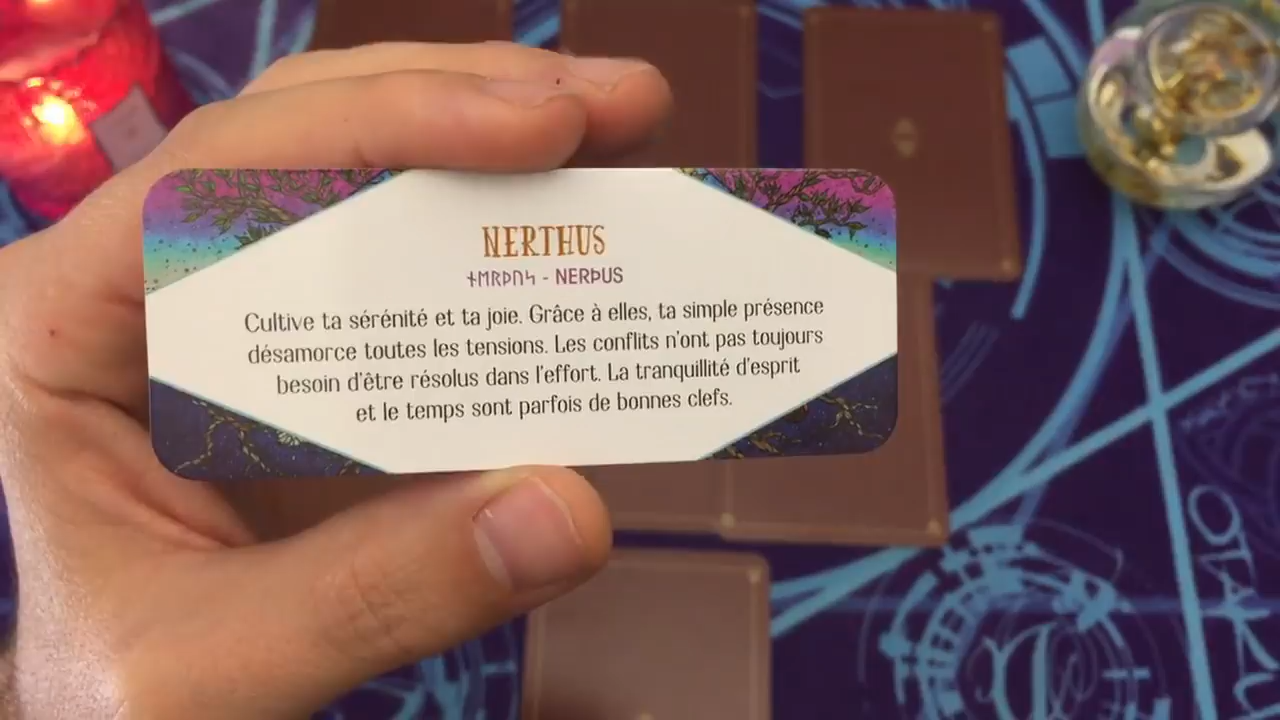 NERTHUS
ᚾᛖᚱᚦᚢᛋ - NERÞUS
Cultive ta sérénité et ta joie. Grâce à elles, ta simple présence
désamorce toutes les tensions. Les conflits n'ont pas toujours
besoin d'être résolus dans l'effort. La tranquillité d'esprit
et le temps sont parfois de bonnes clefs.